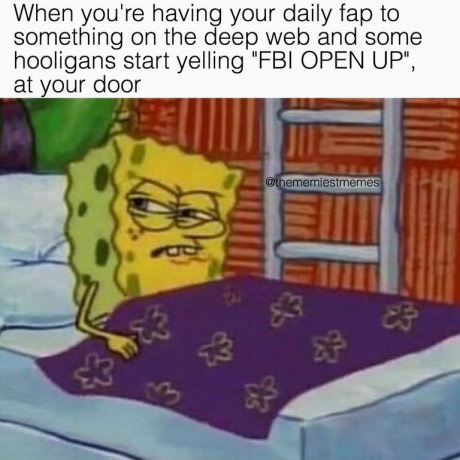 When you're having your daily fap to
something on the deep web and some
hooligans start yelling "FBI OPEN UP",
at your door
@thememiestmemes